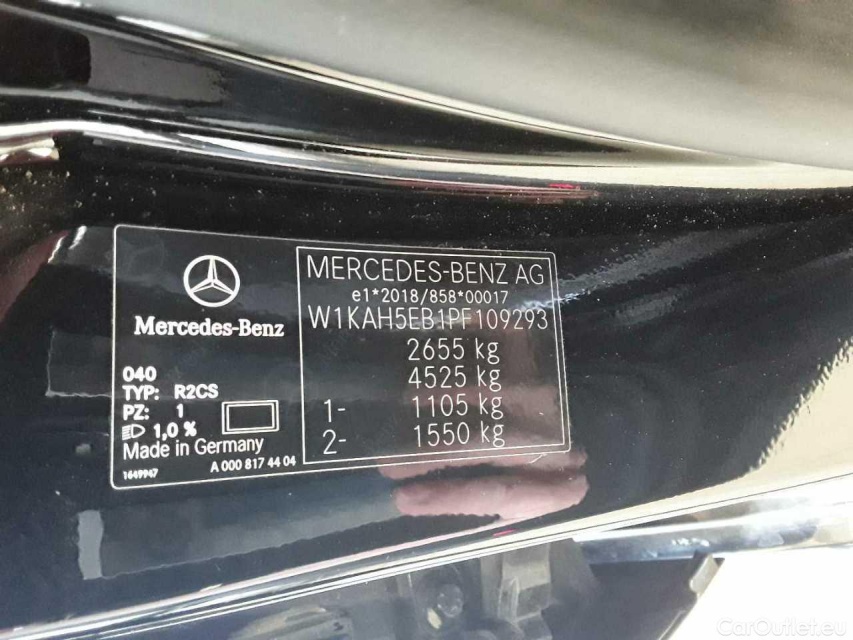 Mercedes-Benz
040
TYP: R2CS
PZ: 1
1,0 %
Made in Germany
1649947
A 000 817 44 04
MERCEDES-BENZ AG
e1*2018/858*00017
W1KAH5EB1PF109293
2655 kg
4525 kg
1- 1105 kg
2- 1550 kg
CarOutlet.eu